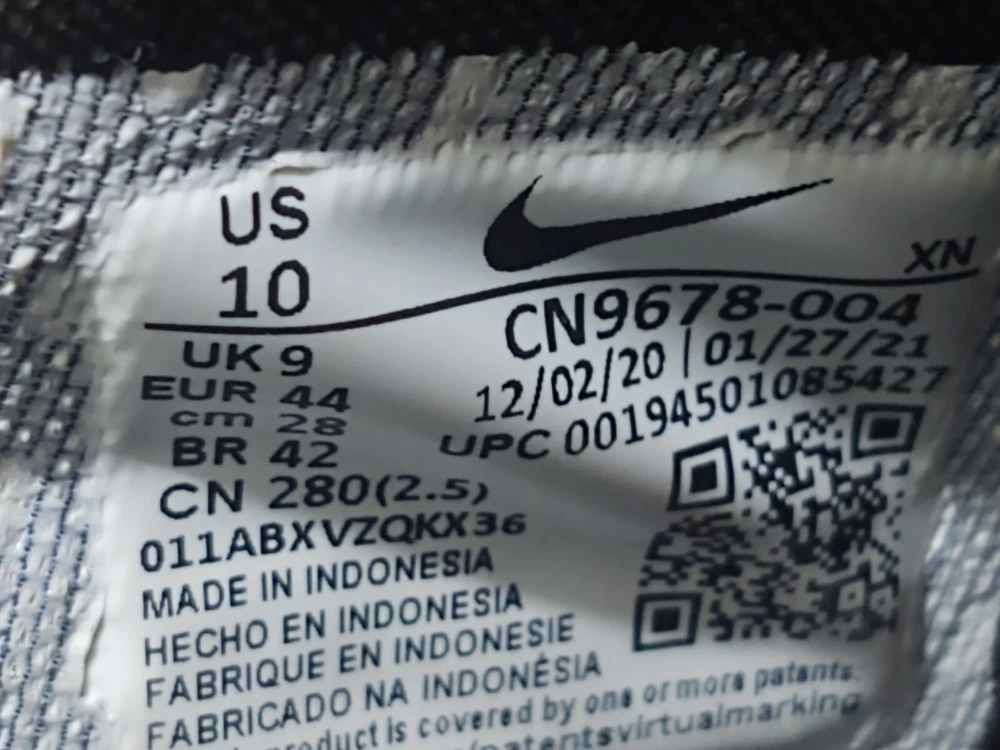 US
10
XN
CN9678-004
12/02/20 | 01/27/21
UPC 00194501085427
UK 9
EUR 44
cm 28
BR 42
CN 280(2.5)
011ABXVZQKX36
MADE IN INDONESIA
HECHO EN INDONESIA
FABRIQUE EN INDONESIE
FABRICADO NA INDONÉSIA
product is covered by one or more patents.
/patentsvirtualmarking